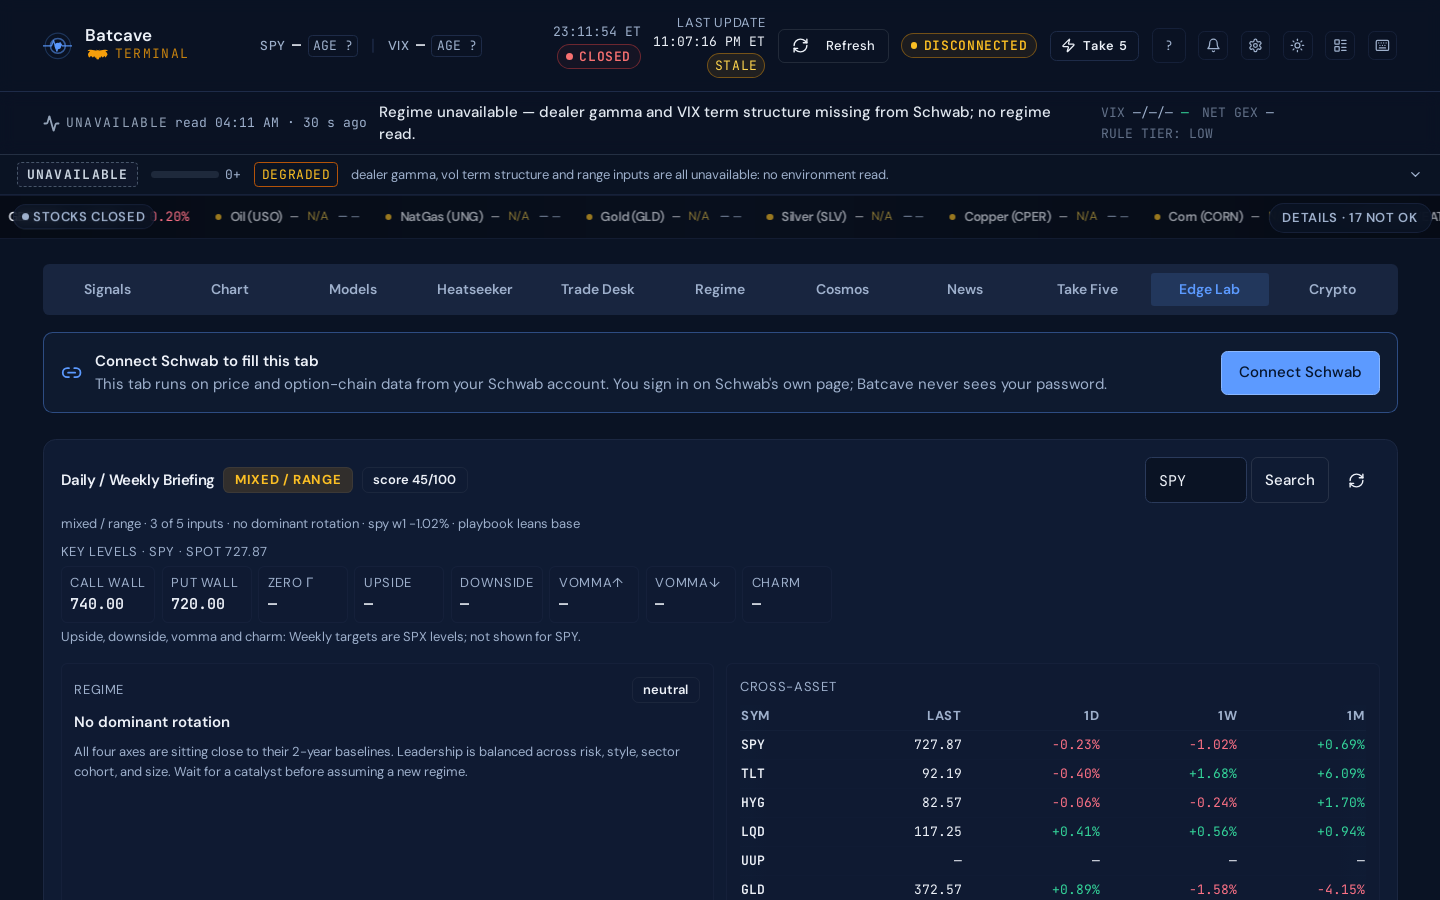 Batcave
TERMINAL
SPY — AGE ? VIX — AGE ?
23:11:54 ET
CLOSED
LAST UPDATE
11:07:16 PM ET
STALE
Refresh
DISCONNECTED
Take 5
?
UNAVAILABLE read 04:11 AM · 30 s ago
Regime unavailable — dealer gamma and VIX term structure missing from Schwab; no regime
read.
VIX —/—/— — NET GEX —
RULE TIER: LOW
UNAVAILABLE 0+ DEGRADED dealer gamma, vol term structure and range inputs are all unavailable: no environment read.
STOCKS CLOSED .20% Oil (USO) — N/A — — NatGas (UNG) — N/A — — Gold (GLD) — N/A — — Silver (SLV) — N/A — — Copper (CPER) — N/A — — Corn (CORN) — DETAILS · 17 NOT OK
Signals Chart Models Heatseeker Trade Desk Regime Cosmos News Take Five Edge Lab Crypto
Connect Schwab to fill this tab
This tab runs on price and option-chain data from your Schwab account. You sign in on Schwab's own page; Batcave never sees your password.
Connect Schwab
Daily / Weekly Briefing MIXED / RANGE score 45/100
SPY Search
mixed / range · 3 of 5 inputs · no dominant rotation · spy w1 -1.02% · playbook leans base
KEY LEVELS · SPY · SPOT 727.87
CALL WALL PUT WALL ZERO Γ UPSIDE DOWNSIDE VOMMA↑ VOMMA↓ CHARM
740.00 720.00 — — — — — —
Upside, downside, vomma and charm: Weekly targets are SPX levels; not shown for SPY.
REGIME neutral
No dominant rotation
All four axes are sitting close to their 2-year baselines. Leadership is balanced across risk, style, sector
cohort, and size. Wait for a catalyst before assuming a new regime.
CROSS-ASSET
SYM LAST 1D 1W 1M
SPY 727.87 -0.23% -1.02% +0.69%
TLT 92.19 -0.40% +1.68% +6.09%
HYG 82.57 -0.06% -0.24% +1.70%
LQD 117.25 +0.41% +0.56% +0.94%
UUP — — — —
GLD 372.57 +0.89% -1.58% -4.15%